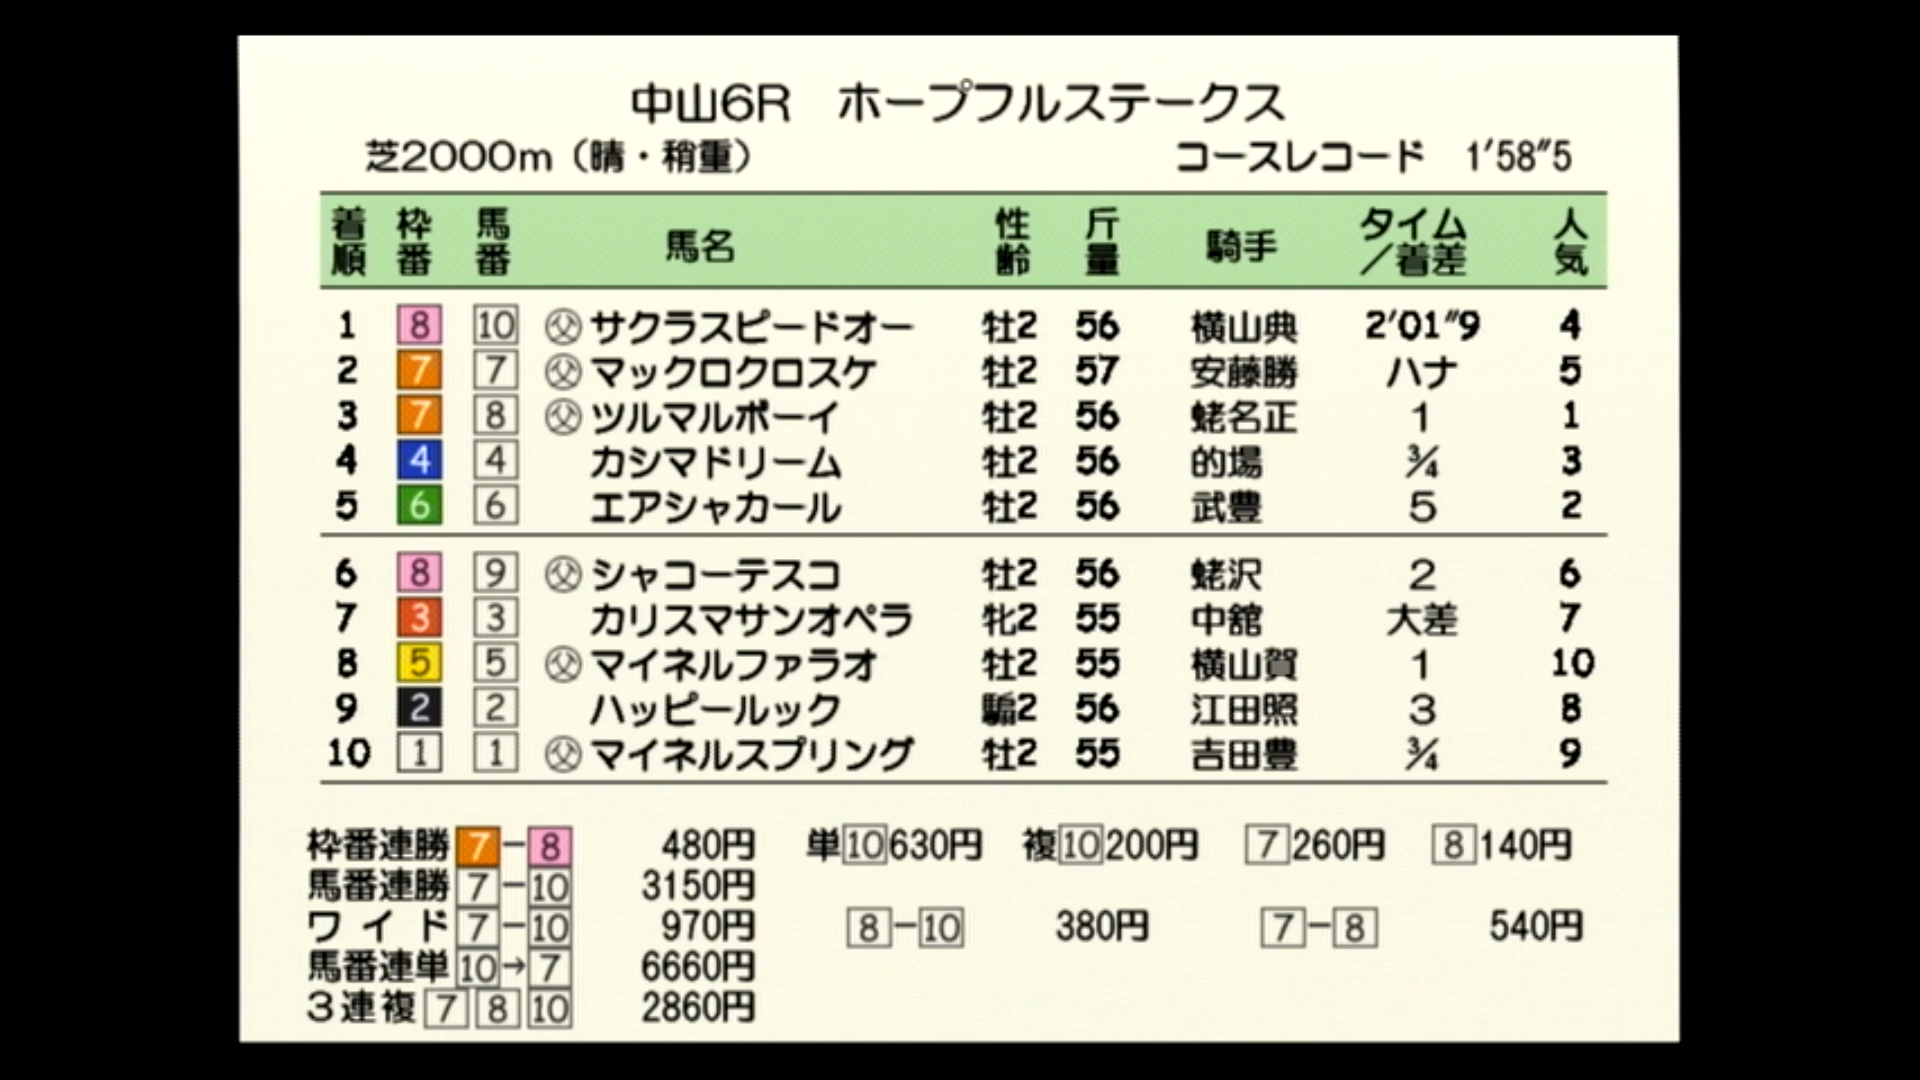 中山6R ホープフルステークス
芝2000m（晴・稍重） コースレコード 1′58″5
着順 枠番 馬番 馬名 性齢 斤量 騎手 タイム／着差 人気
1 8 10 ㊛サクラスピードオー 牡2 56 横山典 2′01″9 4
2 7 7 父マックロクロスケ 牡2 57 安藤勝 ハナ 5
3 7 8 父ツルマルボーイ 牡2 56 蛯名正 1 1
4 4 4 カシマドリーム 牡2 56 的場 ¾ 3
5 6 6 エアシャカール 牡2 56 武豊 5 2
6 8 9 父シャコーテスコ 牡2 56 蛯沢 2 6
7 3 3 カリスマサンオペラ 牝2 55 中舘 大差 7
8 5 5 父マイネルファラオ 牡2 55 横山賀 1 10
9 2 2 ハッピールック 騸2 56 江田照 3 8
10 1 1 父マイネルスプリング 牡2 55 吉田豊 ¾ 9
枠番連勝 7－8 480円 単10 630円 複10 200円 7 260円 8 140円
馬番連勝 7－10 3150円
ワイド 7－10 970円 8－10 380円 7－8 540円
馬番連単 10→7 6660円
3連複 7 8 10 2860円